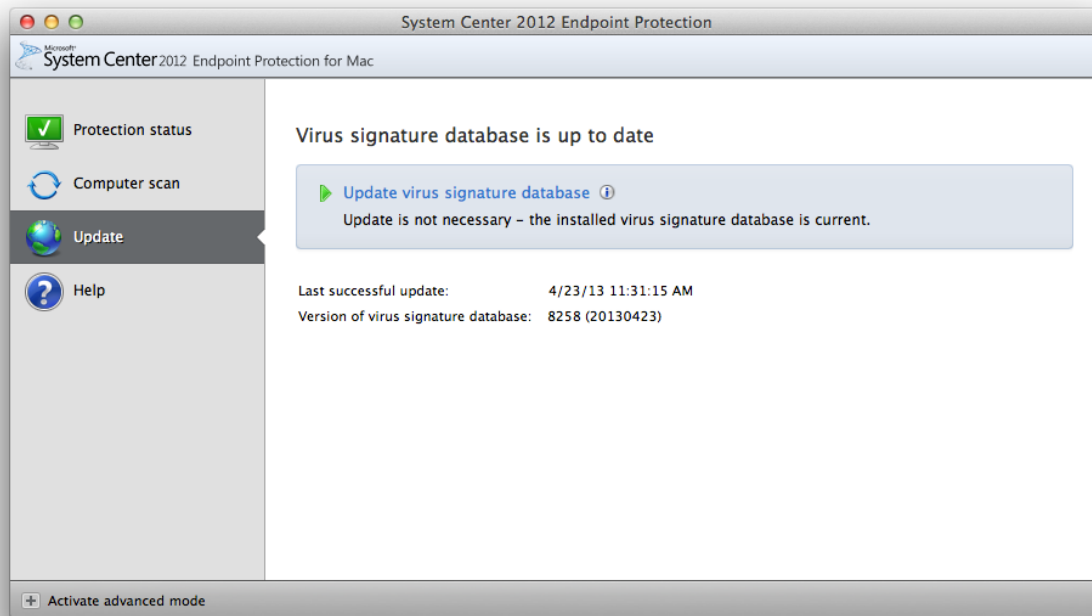 System Center 2012 Endpoint Protection
Microsoft®
System Center 2012 Endpoint Protection for Mac
Protection status
Computer scan
Update
Help
Virus signature database is up to date
Update virus signature database
Update is not necessary – the installed virus signature database is current.
Last successful update: 4/23/13 11:31:15 AM
Version of virus signature database: 8258 (20130423)
Activate advanced mode